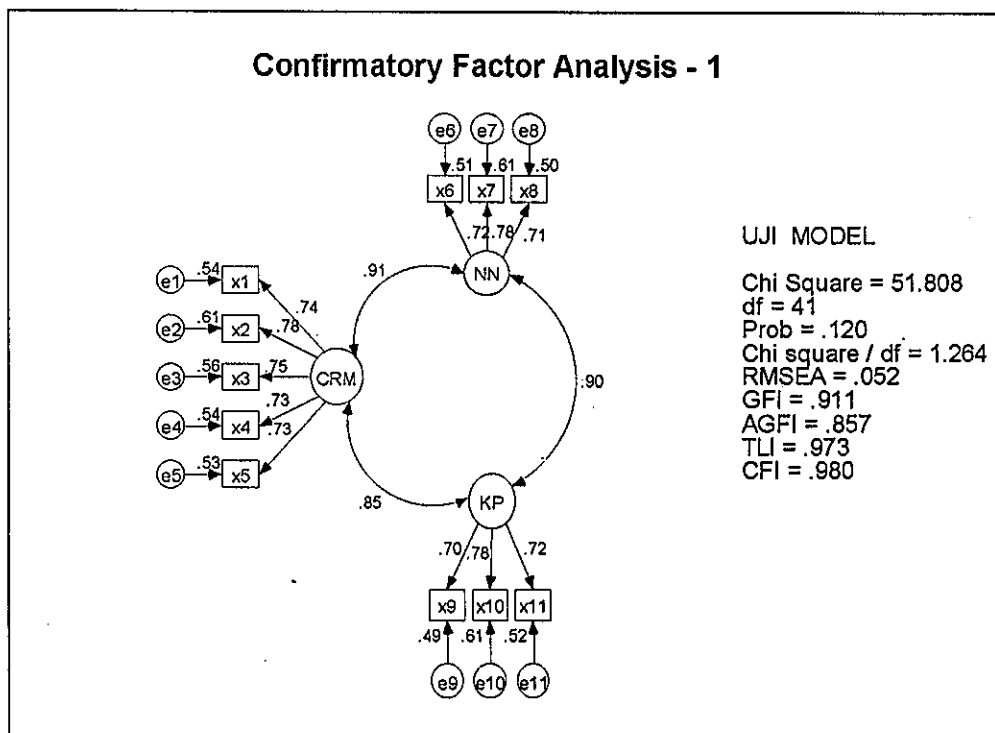 Confirmatory Factor Analysis - 1
e6 e7 e8
.51 .61 .50
x6 x7 x8
.72 .78 .71
NN
.91
.90
e1 .54 x1 .74
e2 .61 x2 .78
e3 .56 x3 .75
CRM
e4 .54 x4 .73
e5 .53 x5 .73
.85
KP
.70 .78 .72
x9 x10 x11
.49 .61 .52
e9 e10 e11
UJI MODEL
Chi Square = 51.808
df = 41
Prob = .120
Chi square / df = 1.264
RMSEA = .052
GFI = .911
AGFI = .857
TLI = .973
CFI = .980